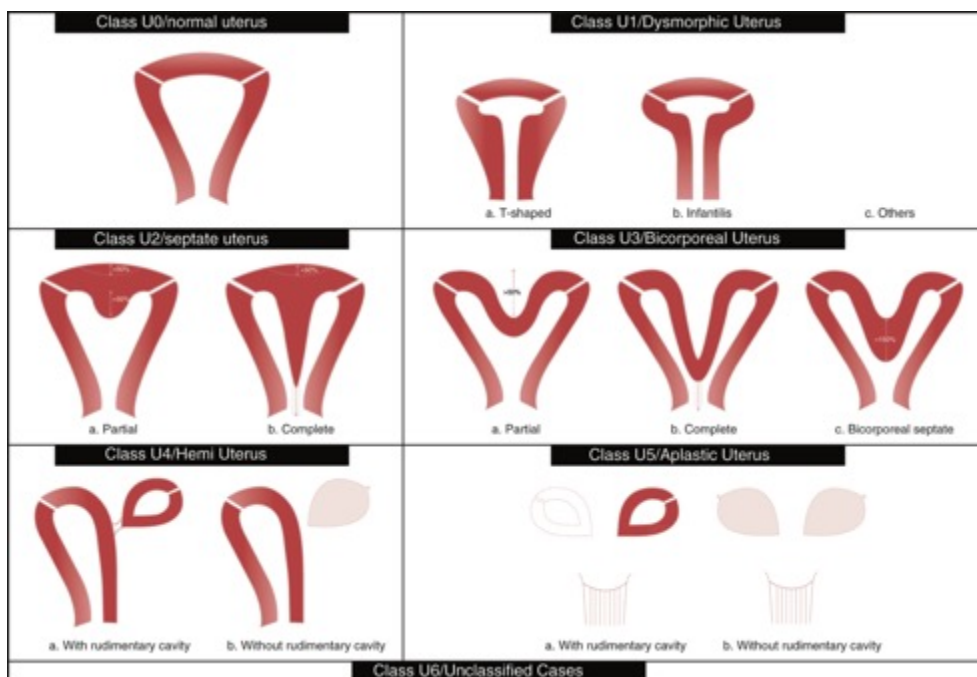 Class U0/normal uterus
Class U1/Dysmorphic Uterus
a. T-shaped
b. Infantilis
c. Others
Class U2/septate uterus
a. Partial
b. Complete
Class U3/Bicorporeal Uterus
>50%
a. Partial
b. Complete
c. Bicorporeal septate
Class U4/Hemi Uterus
a. With rudimentary cavity
b. Without rudimentary cavity
Class U5/Aplastic Uterus
a. With rudimentary cavity
b. Without rudimentary cavity
Class U6/Unclassified Cases